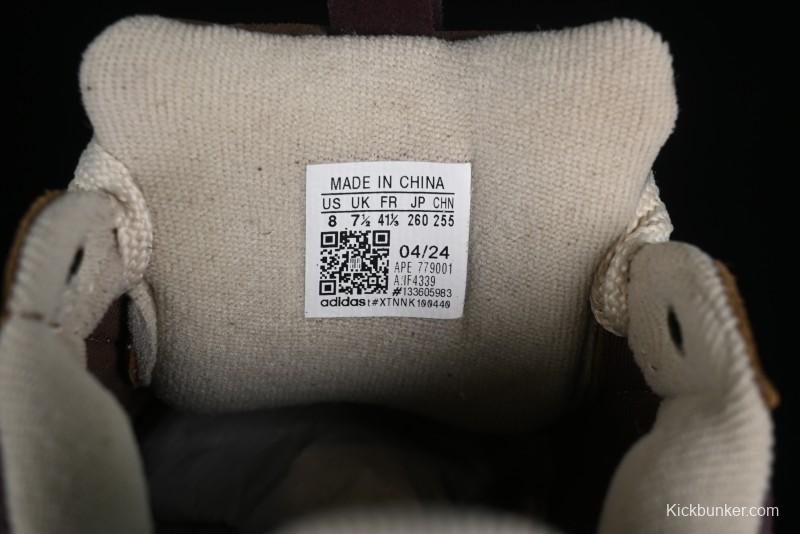 MADE IN CHINA
US UK FR JP CHN
8 7½ 41⅓ 260 255
04/24
APE 779001
A:IF4339
#133605983
adidas t#XTNNK100440
Kickbunker.com